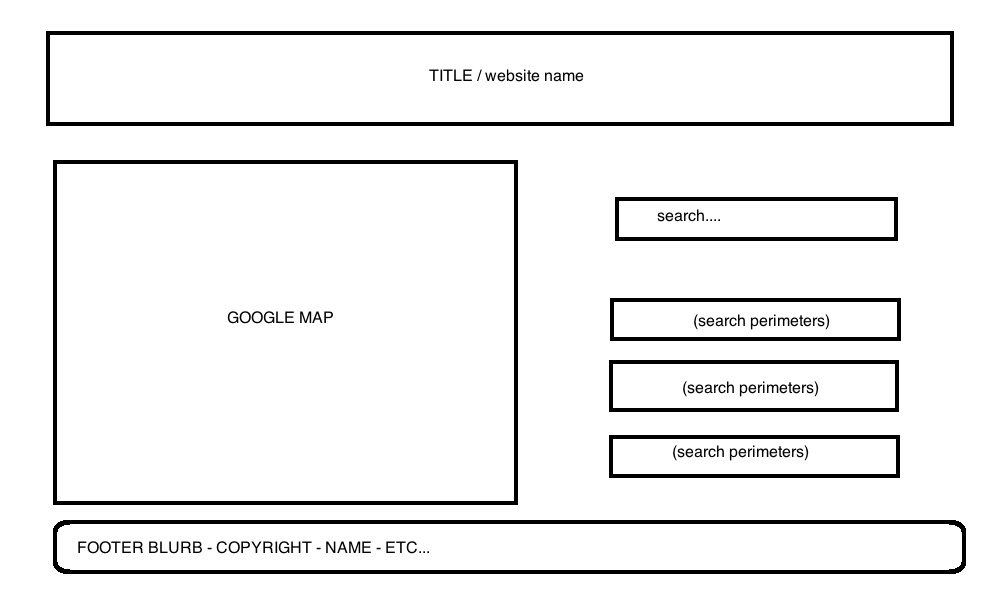 TITLE / website name
search....
GOOGLE MAP
(search perimeters)
(search perimeters)
(search perimeters)
FOOTER BLURB - COPYRIGHT - NAME - ETC...